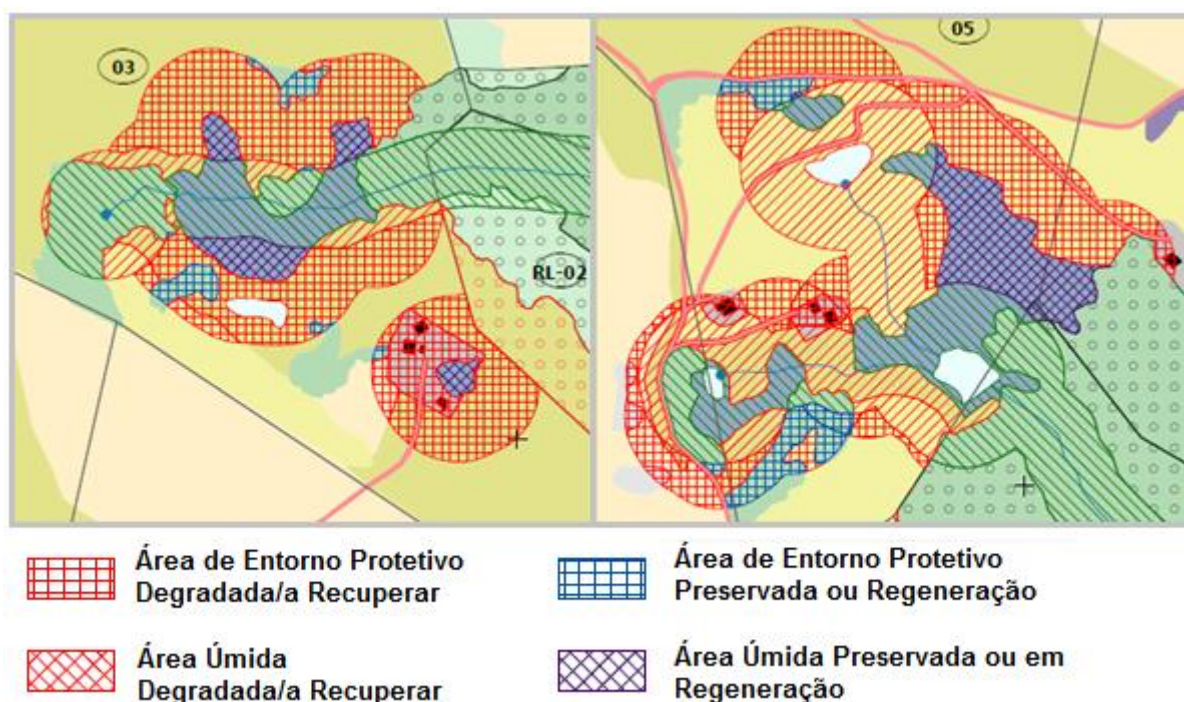 03
05
RL-02
Área de Entorno Protetivo
Degradada/a Recuperar
Área de Entorno Protetivo
Preservada ou Regeneração
Área Úmida
Degradada/a Recuperar
Área Úmida Preservada ou em
Regeneração